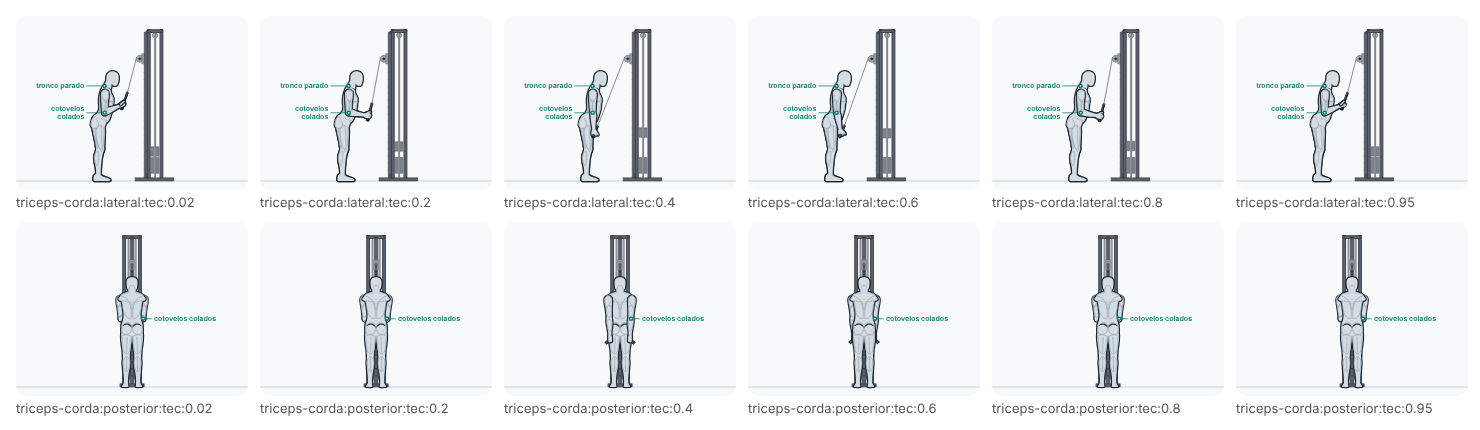 tronco parado
cotovelos
colados
triceps-corda:lateral:tec:0.02
tronco parado
cotovelos
colados
triceps-corda:lateral:tec:0.2
tronco parado
cotovelos
colados
triceps-corda:lateral:tec:0.4
tronco parado
cotovelos
colados
triceps-corda:lateral:tec:0.6
tronco parado
cotovelos
colados
triceps-corda:lateral:tec:0.8
tronco parado
cotovelos
colados
triceps-corda:lateral:tec:0.95
cotovelos colados
triceps-corda:posterior:tec:0.02
cotovelos colados
triceps-corda:posterior:tec:0.2
cotovelos colados
triceps-corda:posterior:tec:0.4
cotovelos colados
triceps-corda:posterior:tec:0.6
cotovelos colados
triceps-corda:posterior:tec:0.8
cotovelos colados
triceps-corda:posterior:tec:0.95